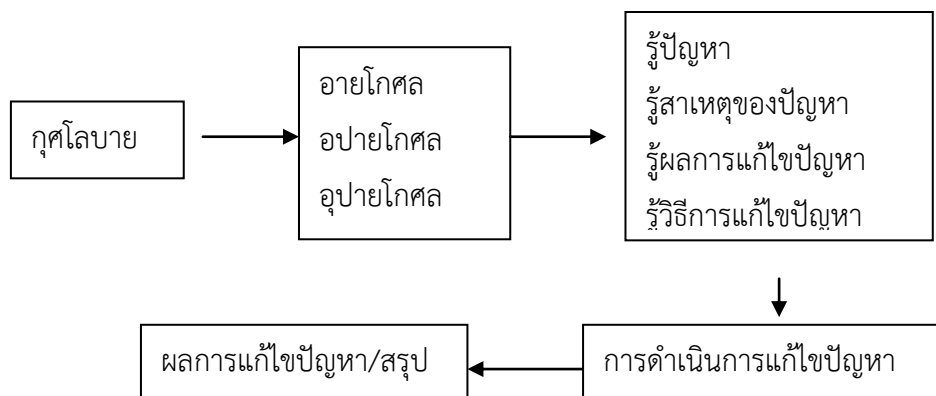 กุศโลบาย
อายโกศล
อปายโกศล
อุปายโกศล
รู้ปัญหา
รู้สาเหตุของปัญหา
รู้ผลการแก้ไขปัญหา
รู้วิธีการแก้ไขปัญหา
การดำเนินการแก้ไขปัญหา
ผลการแก้ไขปัญหา/สรุป